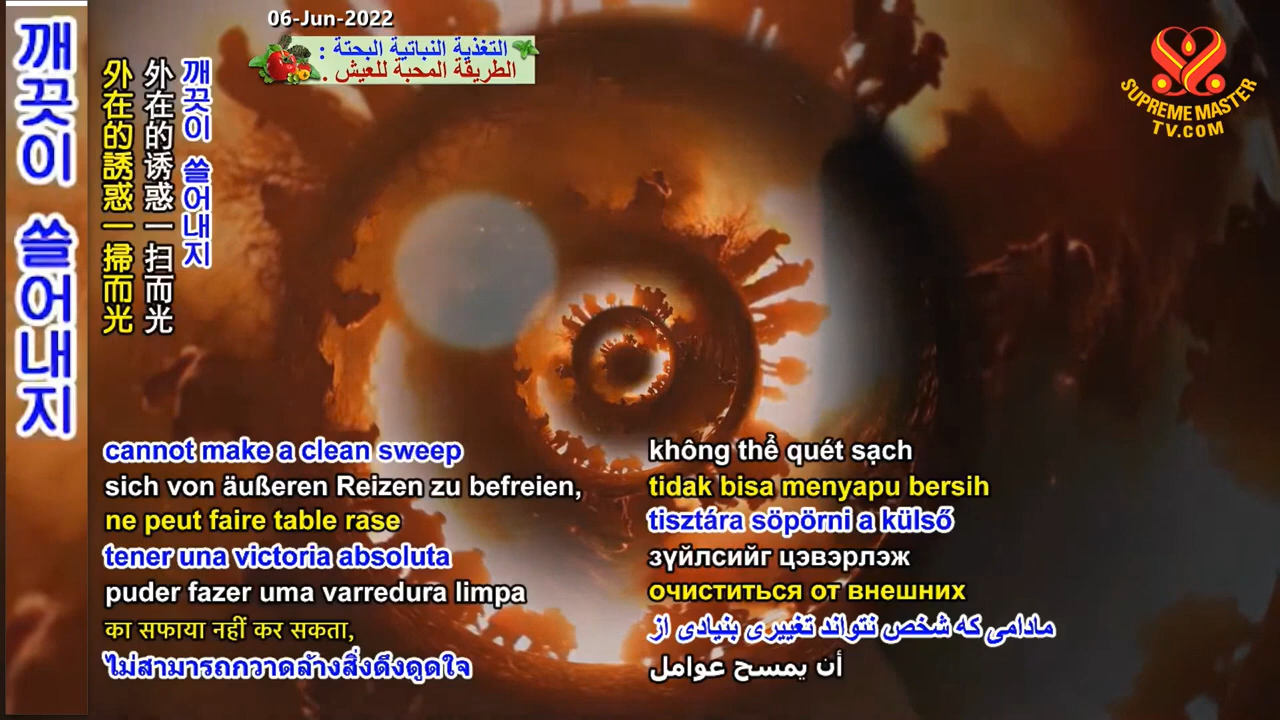 06-Jun-2022
التغذية النباتية البحتة :
الطريقة المحبة للعيش .
SUPREME MASTER
TV.COM
깨끗이 쓸어내지
外在的誘惑一掃而光
外在的诱惑一扫而光
깨끗이 쓸어내지
cannot make a clean sweep
sich von äußeren Reizen zu befreien,
ne peut faire table rase
tener una victoria absoluta
puder fazer uma varredura limpa
का सफाया नहीं कर सकता,
ไม่สามารถกวาดล้างสิ่งดึงดูดใจ
không thể quét sạch
tidak bisa menyapu bersih
tisztára söpörni a külső
зүйлсийг цэвэрлэж
очиститься от внешних
مادامی که شخص نتواند تغییری بنیادی از
أن يمسح عوامل